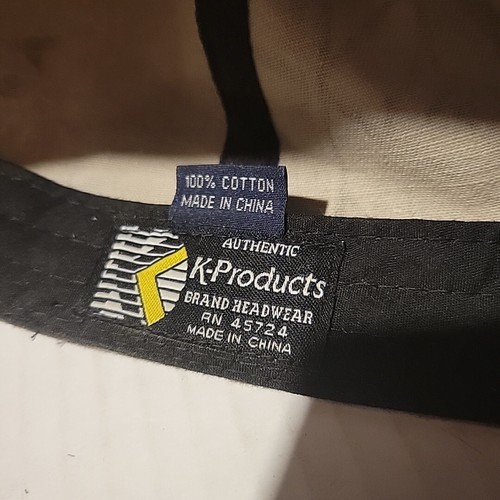 100% COTTON
MADE IN CHINA
AUTHENTIC
K-Products
BRAND HEADWEAR
RN 45724
MADE IN CHINA